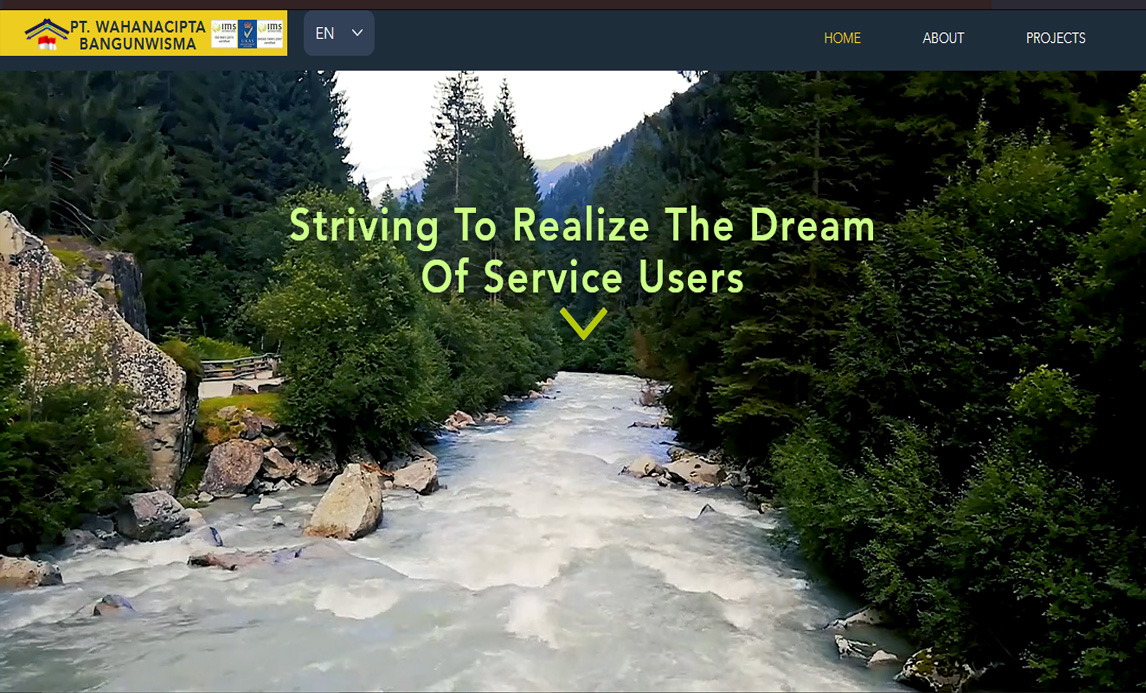 PT. WAHANACIPTA
BANGUNWISMA
ims
ims
EN
HOME
ABOUT
PROJECTS
Striving To Realize The Dream
Of Service Users